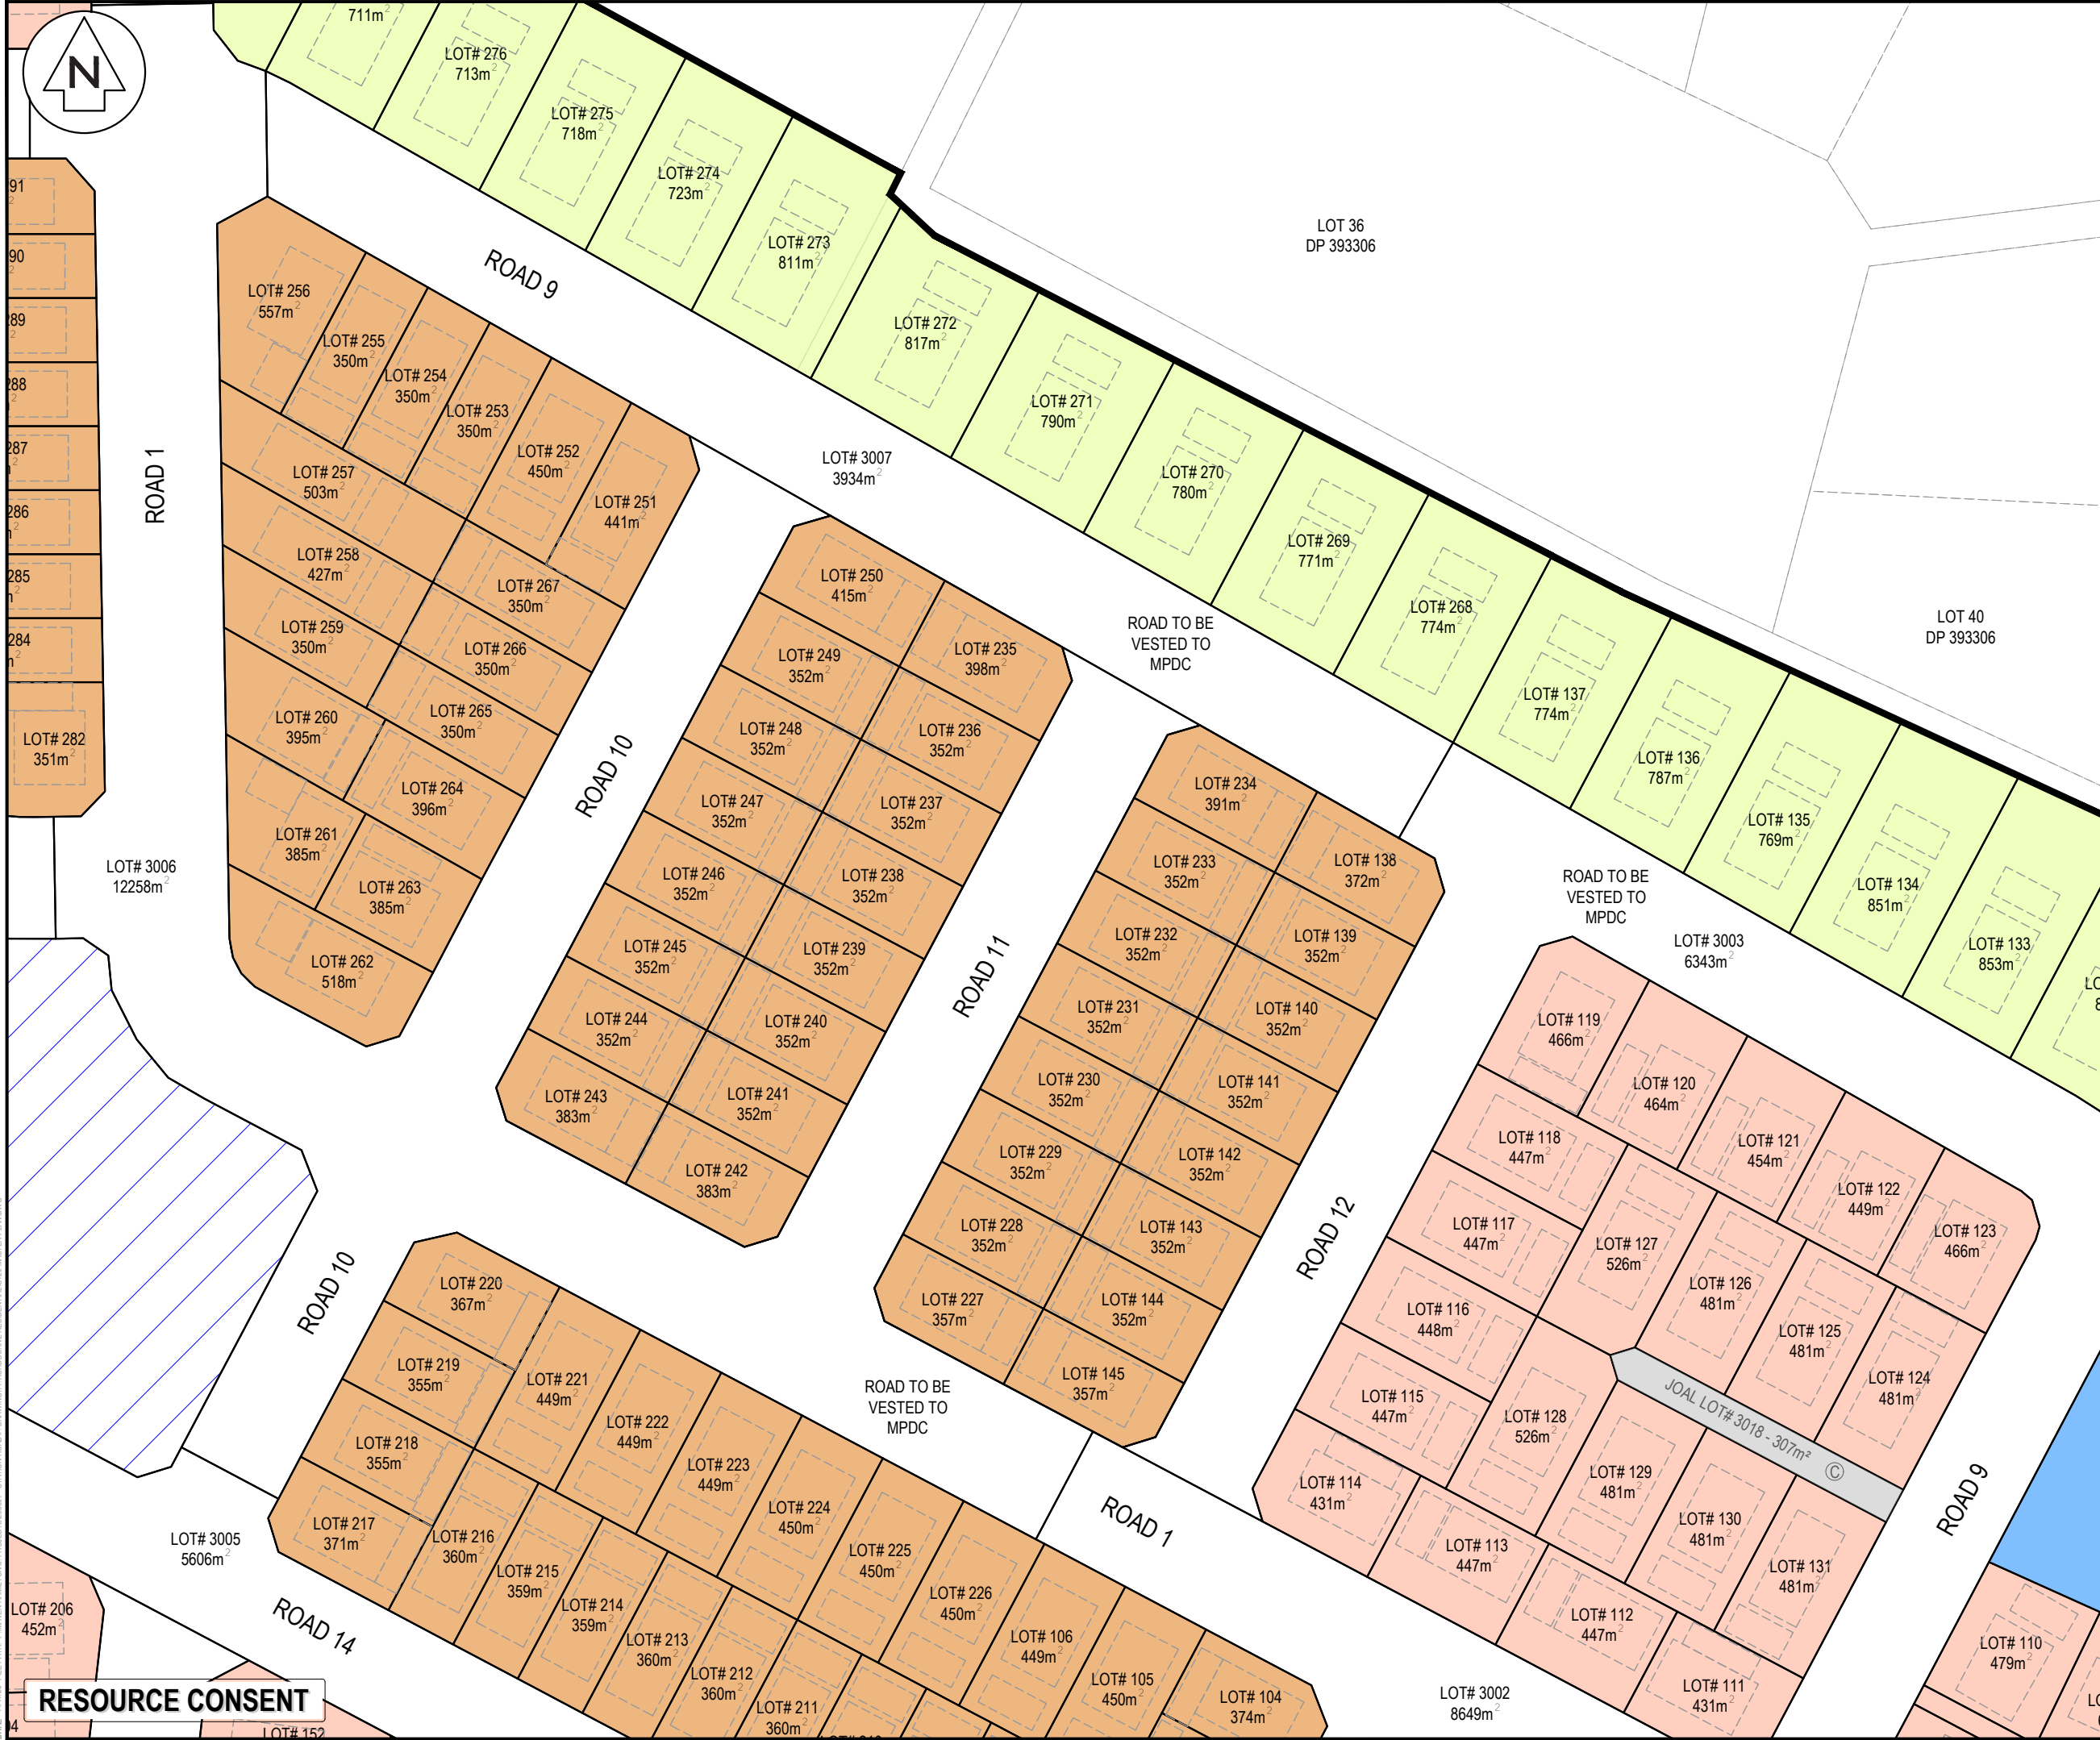 N
711m²
LOT# 276
713m²
LOT# 275
718m²
LOT# 274
723m²
LOT# 273
811m²
LOT# 272
817m²
LOT# 271
790m²
LOT# 270
780m²
LOT# 269
771m²
LOT# 268
774m²
LOT# 137
774m²
LOT# 136
787m²
LOT# 135
769m²
LOT# 134
851m²
LOT# 133
853m²
LOT 36
DP 393306
LOT 40
DP 393306
ROAD 9
LOT# 3007
3934m²
ROAD TO BE
VESTED TO
MPDC
91
90
289
288
287
286
285
284
LOT# 282
351m²
ROAD 1
LOT# 3006
12258m²
LOT# 256
557m²
LOT# 255
350m²
LOT# 254
350m²
LOT# 253
350m²
LOT# 252
450m²
LOT# 251
441m²
LOT# 257
503m²
LOT# 258
427m²
LOT# 259
350m²
LOT# 260
395m²
LOT# 261
385m²
LOT# 262
518m²
LOT# 267
350m²
LOT# 266
350m²
LOT# 265
350m²
LOT# 264
396m²
LOT# 263
385m²
ROAD 10
LOT# 250
415m²
LOT# 249
352m²
LOT# 248
352m²
LOT# 247
352m²
LOT# 246
352m²
LOT# 245
352m²
LOT# 244
352m²
LOT# 243
383m²
LOT# 235
398m²
LOT# 236
352m²
LOT# 237
352m²
LOT# 238
352m²
LOT# 239
352m²
LOT# 240
352m²
LOT# 241
352m²
LOT# 242
383m²
ROAD 11
LOT# 234
391m²
LOT# 233
352m²
LOT# 232
352m²
LOT# 231
352m²
LOT# 230
352m²
LOT# 229
352m²
LOT# 228
352m²
LOT# 227
357m²
LOT# 138
372m²
LOT# 139
352m²
LOT# 140
352m²
LOT# 141
352m²
LOT# 142
352m²
LOT# 143
352m²
LOT# 144
352m²
LOT# 145
357m²
ROAD 12
ROAD TO BE
VESTED TO
MPDC
LOT# 3003
6343m²
LOT# 119
466m²
LOT# 120
464m²
LOT# 121
454m²
LOT# 122
449m²
LOT# 123
466m²
LOT# 118
447m²
LOT# 117
447m²
LOT# 116
448m²
LOT# 115
447m²
LOT# 114
431m²
LOT# 127
526m²
LOT# 126
481m²
LOT# 125
481m²
LOT# 124
481m²
JOAL LOT# 3018 - 307m² ©
LOT# 128
526m²
LOT# 129
481m²
LOT# 130
481m²
LOT# 131
481m²
LOT# 113
447m²
LOT# 112
447m²
LOT# 111
431m²
ROAD 9
LOT# 110
479m²
ROAD 10
LOT# 220
367m²
LOT# 219
355m²
LOT# 218
355m²
LOT# 217
371m²
LOT# 221
449m²
LOT# 222
449m²
LOT# 223
449m²
LOT# 224
450m²
LOT# 225
450m²
LOT# 226
450m²
LOT# 106
449m²
LOT# 105
450m²
LOT# 104
374m²
LOT# 216
360m²
LOT# 215
359m²
LOT# 214
359m²
LOT# 213
360m²
LOT# 212
360m²
LOT# 211
360m²
ROAD TO BE
VESTED TO
MPDC
ROAD 1
LOT# 3002
8649m²
LOT# 3005
5606m²
ROAD 14
LOT# 206
452m²
RESOURCE CONSENT
LOT# 152